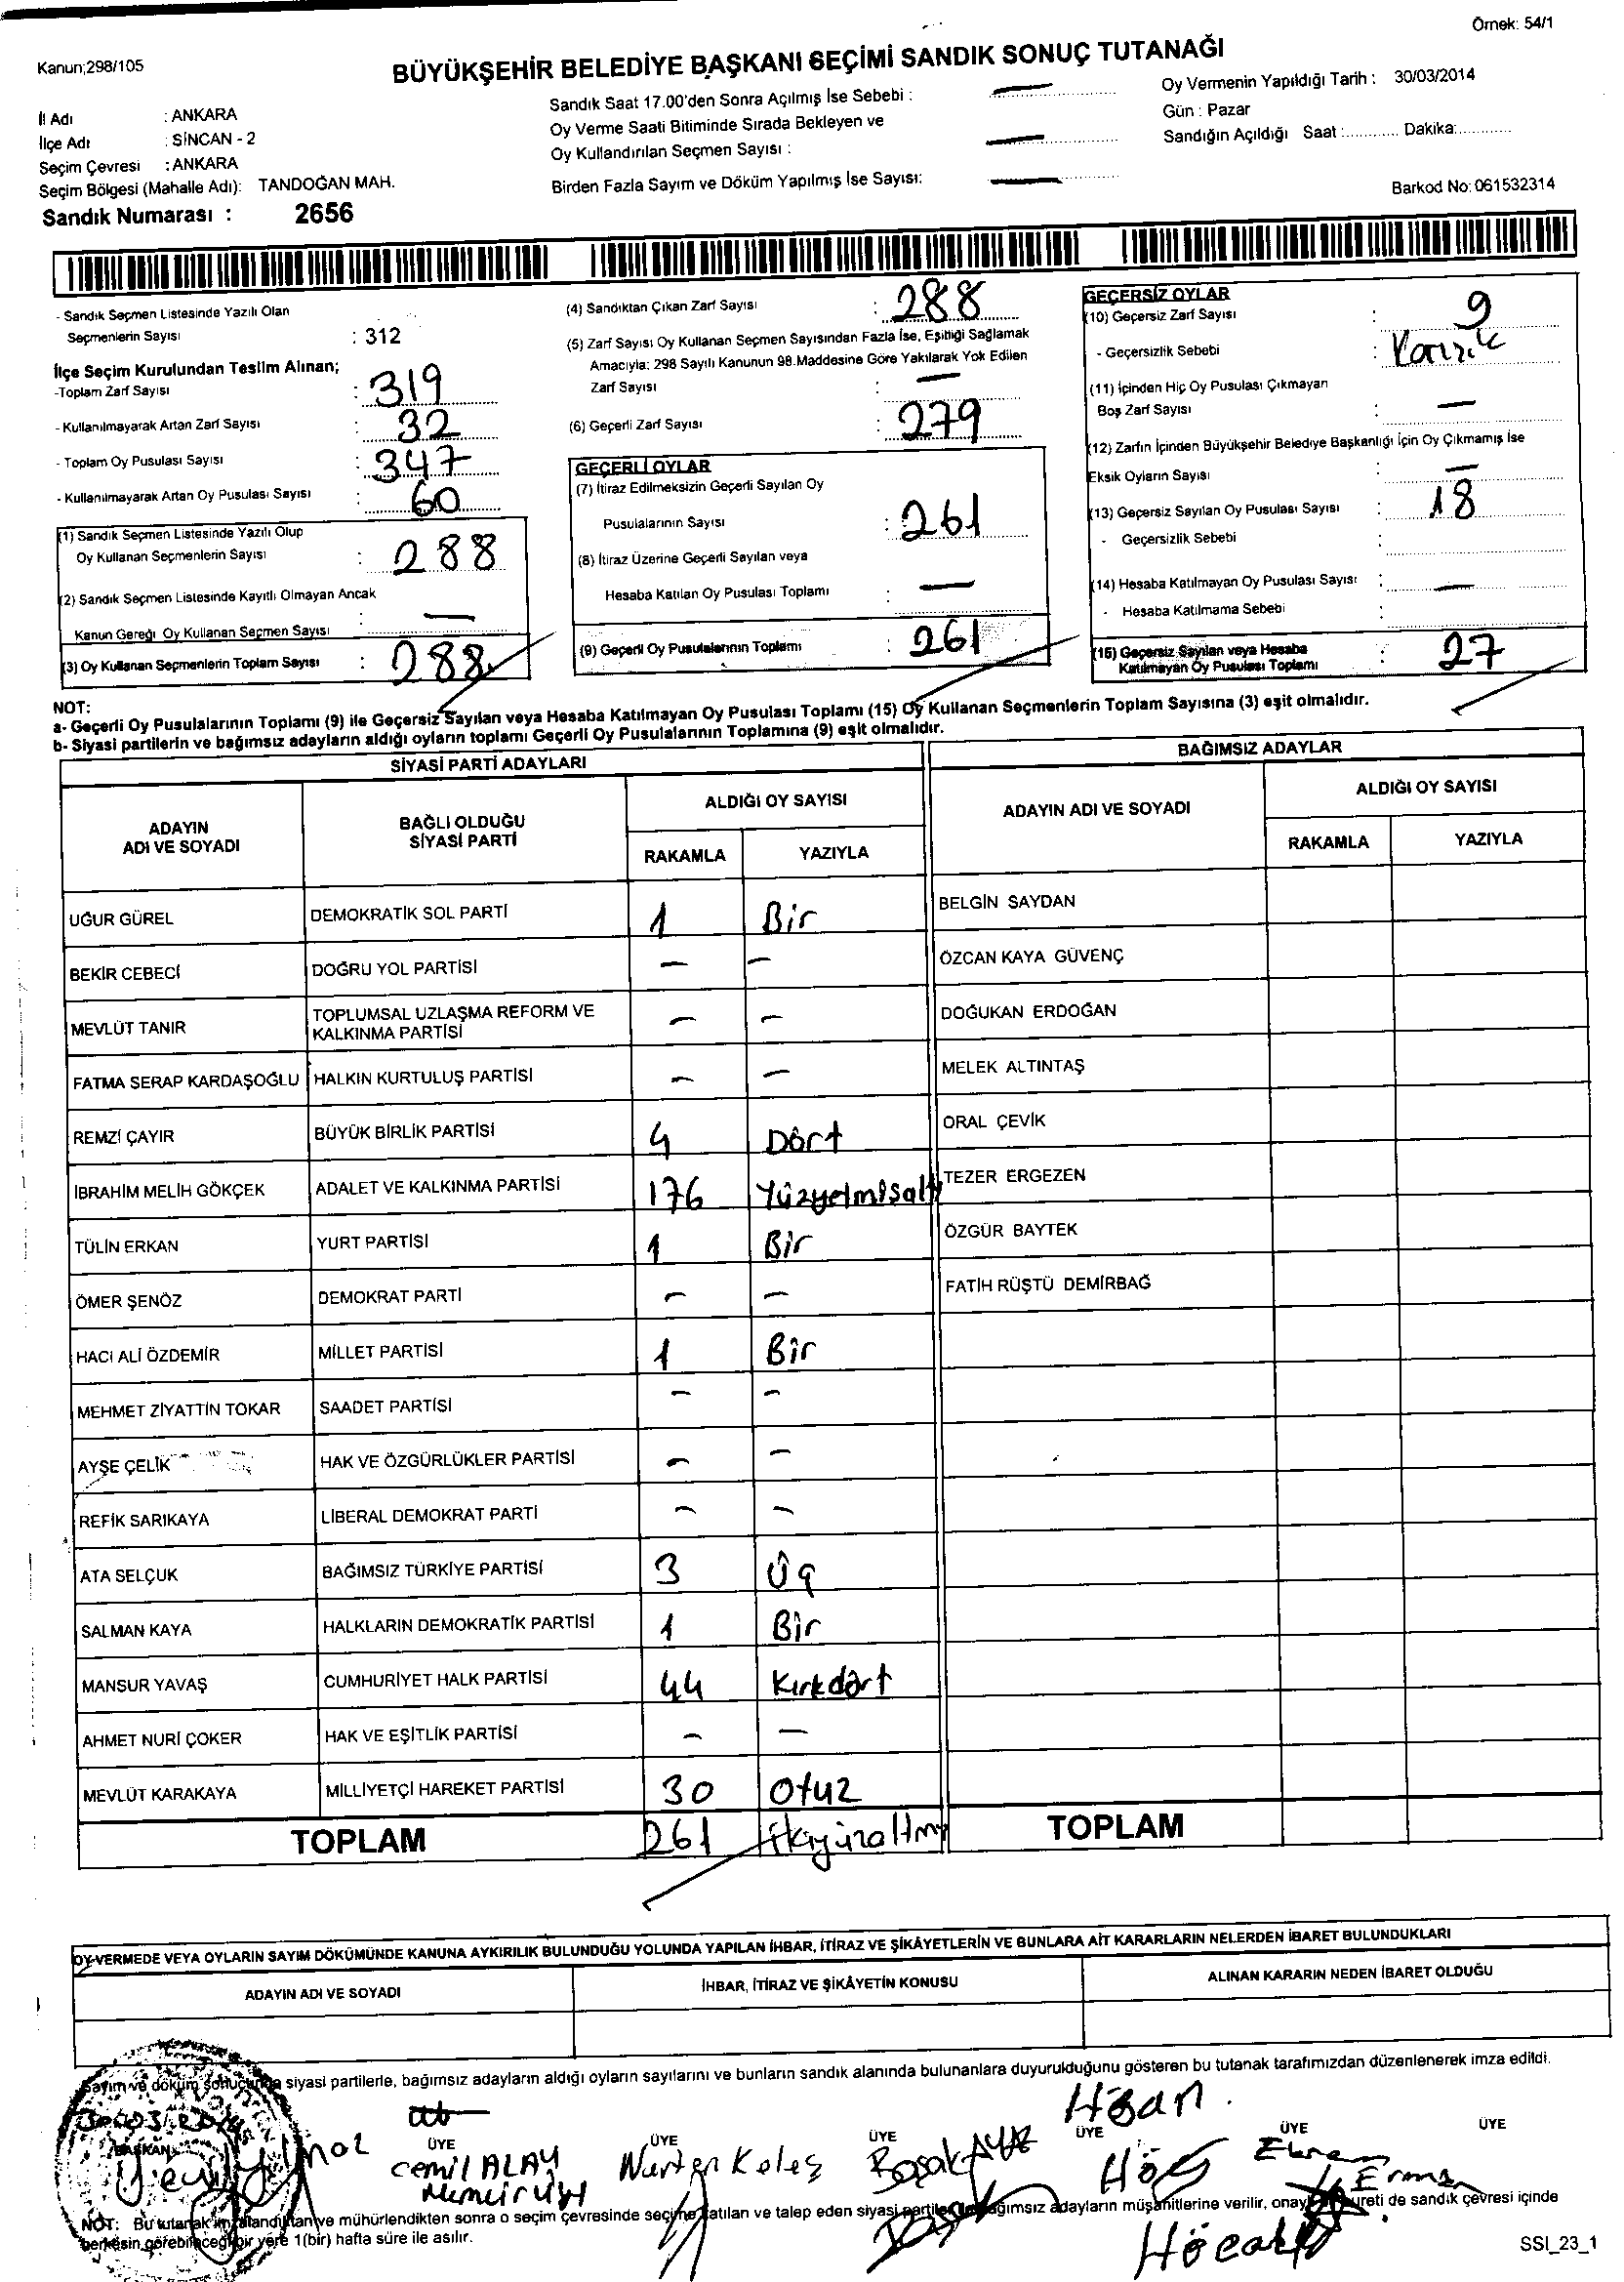 Örnek: 54/1
Kanun;298/105
BÜYÜKŞEHİR BELEDİYE BAŞKANI SEÇİMİ SANDIK SONUÇ TUTANAĞI
İl Adı : ANKARA
İlçe Adı : SİNCAN - 2
Seçim Çevresi : ANKARA
Seçim Bölgesi (Mahalle Adı): TANDOĞAN MAH.
Sandık Numarası : 2656
Sandık Saat 17.00'den Sonra Açılmış İse Sebebi : —
Oy Verme Saati Bitiminde Sırada Bekleyen ve
Oy Kullandırılan Seçmen Sayısı : —
Birden Fazla Sayım ve Döküm Yapılmış İse Sayısı: —
Oy Vermenin Yapıldığı Tarih : 30/03/2014
Gün : Pazar
Sandığın Açıldığı Saat :............ Dakika:............
Barkod No: 061532314
- Sandık Seçmen Listesinde Yazılı Olan
Seçmenlerin Sayısı : 312
İlçe Seçim Kurulundan Teslim Alınan;
-Toplam Zarf Sayısı : 319
- Kullanılmayarak Artan Zarf Sayısı : 32
- Toplam Oy Pusulası Sayısı : 347
- Kullanılmayarak Artan Oy Pusulası Sayısı : 60
(1) Sandık Seçmen Listesinde Yazılı Olup
Oy Kullanan Seçmenlerin Sayısı : 288
(2) Sandık Seçmen Listesinde Kayıtlı Olmayan Ancak
Kanun Gereği Oy Kullanan Seçmen Sayısı : —
(3) Oy Kullanan Seçmenlerin Toplam Sayısı : 288
(4) Sandıktan Çıkan Zarf Sayısı : 288
(5) Zarf Sayısı Oy Kullanan Seçmen Sayısından Fazla İse, Eşitliği Sağlamak
Amacıyla; 298 Sayılı Kanunun 98.Maddesine Göre Yakılarak Yok Edilen
Zarf Sayısı : —
(6) Geçerli Zarf Sayısı : 279
GEÇERLİ OYLAR
(7) İtiraz Edilmeksizin Geçerli Sayılan Oy
Pusulalarının Sayısı : 261
(8) İtiraz Üzerine Geçerli Sayılan veya
Hesaba Katılan Oy Pusulası Toplamı : —
(9) Geçerli Oy Pusulalarının Toplamı : 261
GEÇERSİZ OYLAR
(10) Geçersiz Zarf Sayısı : 9
- Geçersizlik Sebebi :
(11) İçinden Hiç Oy Pusulası Çıkmayan
Boş Zarf Sayısı : —
(12) Zarfın İçinden Büyükşehir Belediye Başkanlığı İçin Oy Çıkmamış İse
Eksik Oyların Sayısı : —
(13) Geçersiz Sayılan Oy Pusulası Sayısı : 18
- Geçersizlik Sebebi :
(14) Hesaba Katılmayan Oy Pusulası Sayısı : —
- Hesaba Katılmama Sebebi :
(15) Geçersiz Sayılan veya Hesaba
Katılmayan Oy Pusulası Toplamı : 27
NOT:
a- Geçerli Oy Pusulalarının Toplamı (9) ile Geçersiz Sayılan veya Hesaba Katılmayan Oy Pusulası Toplamı (15) Oy Kullanan Seçmenlerin Toplam Sayısına (3) eşit olmalıdır.
b- Siyasi partilerin ve bağımsız adayların aldığı oyların toplamı Geçerli Oy Pusulalarının Toplamına (9) eşit olmalıdır.
SİYASİ PARTİ ADAYLARI
ADAYIN ADI VE SOYADI BAĞLI OLDUĞU SİYASİ PARTİ ALDIĞI OY SAYISI
RAKAMLA YAZIYLA
UĞUR GÜREL DEMOKRATİK SOL PARTİ 1 Bir
BEKİR CEBECİ DOĞRU YOL PARTİSİ — —
MEVLÜT TANIR TOPLUMSAL UZLAŞMA REFORM VE KALKINMA PARTİSİ — —
FATMA SERAP KARDAŞOĞLU HALKIN KURTULUŞ PARTİSİ — —
REMZİ ÇAYIR BÜYÜK BİRLİK PARTİSİ 4 Dört
İBRAHİM MELİH GÖKÇEK ADALET VE KALKINMA PARTİSİ 176 Yüzyetmişaltı
TÜLİN ERKAN YURT PARTİSİ 1 Bir
ÖMER ŞENÖZ DEMOKRAT PARTİ — —
HACI ALİ ÖZDEMİR MİLLET PARTİSİ 1 Bir
MEHMET ZİYATTİN TOKAR SAADET PARTİSİ — —
AYŞE ÇELİK HAK VE ÖZGÜRLÜKLER PARTİSİ — —
REFİK SARIKAYA LİBERAL DEMOKRAT PARTİ — —
ATA SELÇUK BAĞIMSIZ TÜRKİYE PARTİSİ 3 Üç
SALMAN KAYA HALKLARIN DEMOKRATİK PARTİSİ 1 Bir
MANSUR YAVAŞ CUMHURİYET HALK PARTİSİ 44 Kırkdört
AHMET NURİ ÇOKER HAK VE EŞİTLİK PARTİSİ — —
MEVLÜT KARAKAYA MİLLİYETÇİ HAREKET PARTİSİ 30 Otuz
TOPLAM 261
BAĞIMSIZ ADAYLAR
ADAYIN ADI VE SOYADI ALDIĞI OY SAYISI
RAKAMLA YAZIYLA
BELGİN SAYDAN
ÖZCAN KAYA GÜVENÇ
DOĞUKAN ERDOĞAN
MELEK ALTINTAŞ
ORAL ÇEVİK
TEZER ERGEZEN
ÖZGÜR BAYTEK
FATİH RÜŞTÜ DEMİRBAĞ
TOPLAM
OY VERMEDE VEYA OYLARIN SAYIM DÖKÜMÜNDE KANUNA AYKIRILIK BULUNDUĞU YOLUNDA YAPILAN İHBAR, İTİRAZ VE ŞİKÂYETLERİN VE BUNLARA AİT KARARLARIN NELERDEN İBARET BULUNDUKLARI
ADAYIN ADI VE SOYADI İHBAR, İTİRAZ VE ŞİKÂYETİN KONUSU ALINAN KARARIN NEDEN İBARET OLDUĞU
Sayım ve döküm sonucunda siyasi partilerle, bağımsız adayların aldığı oyların sayılarını ve bunların sandık alanında bulunanlara duyurulduğunu gösteren bu tutanak tarafımızdan düzenlenerek imza edildi.
30/03/2014
BAŞKAN ÜYE ÜYE ÜYE ÜYE ÜYE ÜYE
Cemil ALAY Nurten Keleş Başak
NOT: Bu tutanak imzalandıktan ve mühürlendikten sonra o seçim çevresinde seçime katılan ve talep eden siyasi partiler ile bağımsız adayların müşahitlerine verilir, onaylı sureti de sandık çevresi içinde
herkesin görebileceği bir yere 1(bir) hafta süre ile asılır.
SSI_23_1